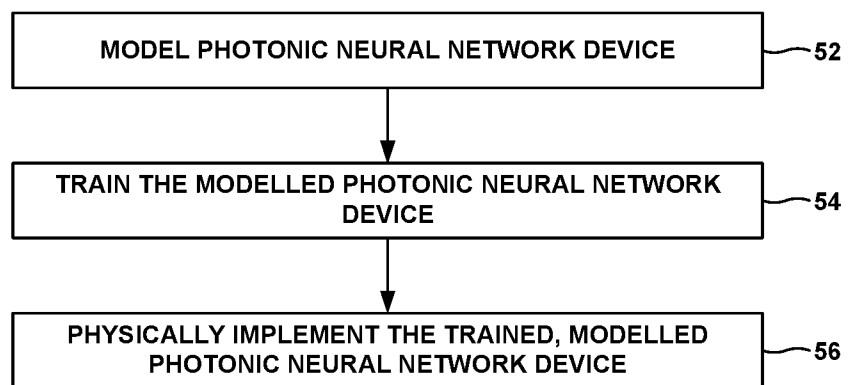 MODEL PHOTONIC NEURAL NETWORK DEVICE
52
TRAIN THE MODELLED PHOTONIC NEURAL NETWORK
DEVICE
54
PHYSICALLY IMPLEMENT THE TRAINED, MODELLED
PHOTONIC NEURAL NETWORK DEVICE
56